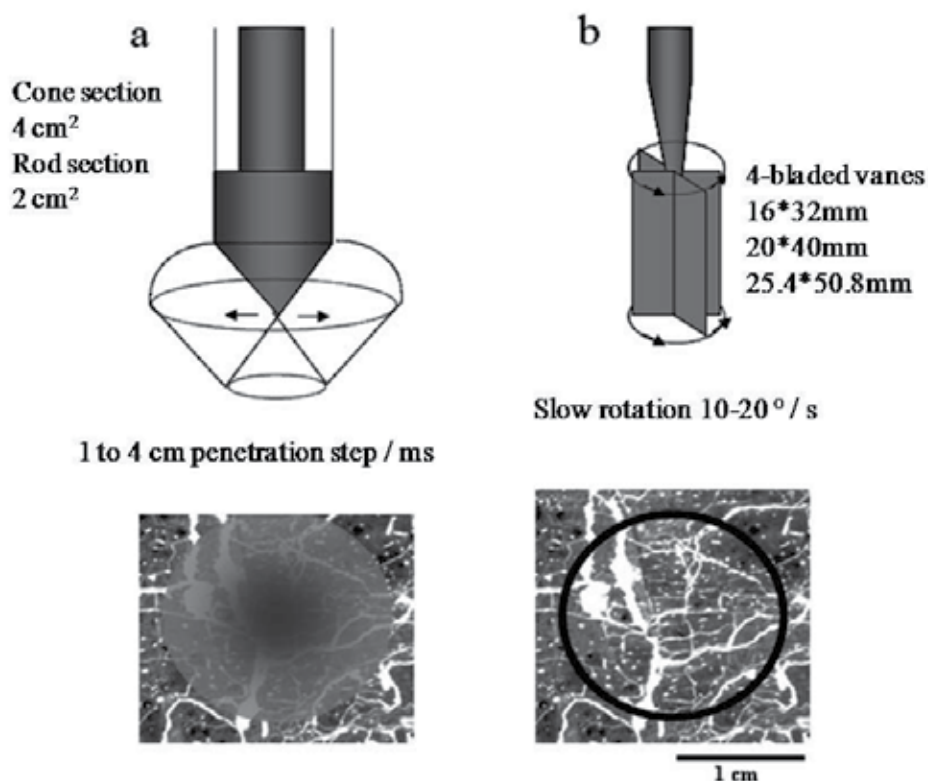 a
Cone section
4 cm²
Rod section
2 cm²
1 to 4 cm penetration step / ms
b
4-bladed vanes
16*32mm
20*40mm
25.4*50.8mm
Slow rotation 10-20 ° / s
1 cm